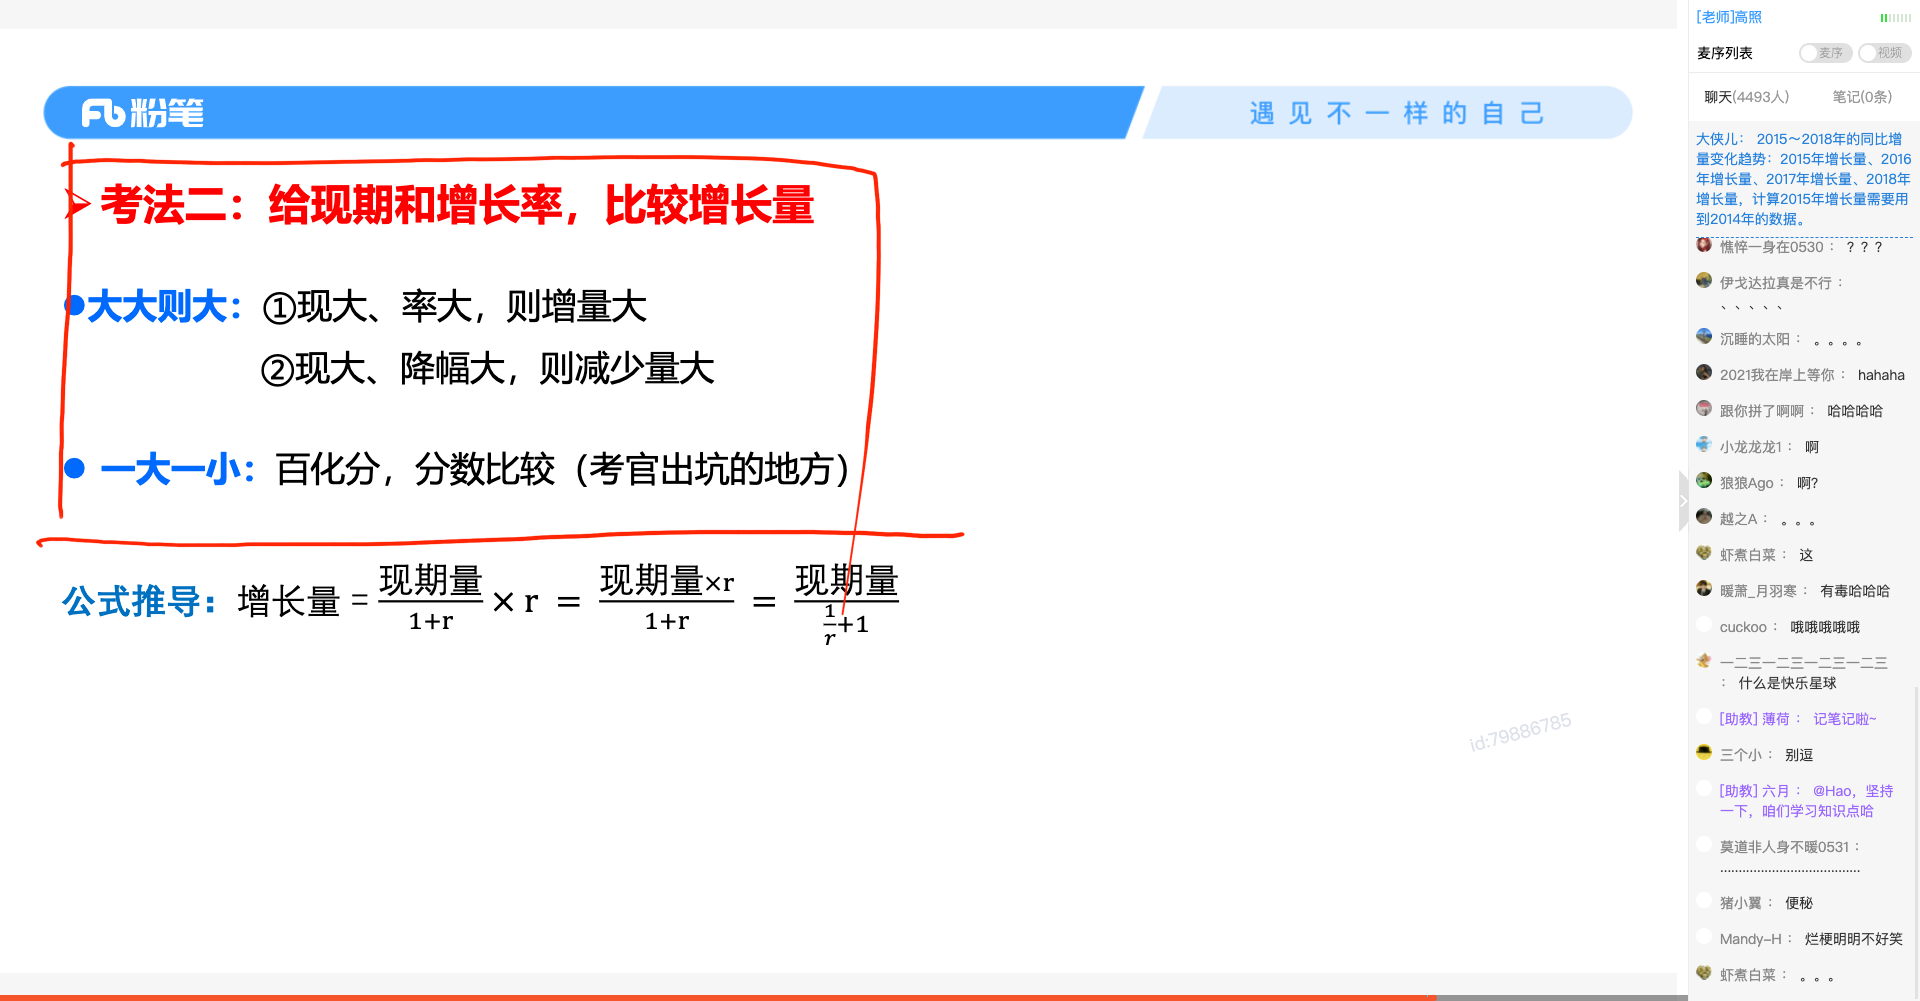 粉笔
遇见不一样的自己
考法二：给现期和增长率，比较增长量
大大则大：①现大、率大，则增量大
②现大、降幅大，则减少量大
一大一小：百化分，分数比较（考官出坑的地方）
公式推导：增长量 = 现期量/1+r × r = 现期量×r/1+r = 现期量/(1/r+1)
id:79886785
[老师]高照
麦序列表 麦序 视频
聊天(4493人) 笔记(0条)
大侠儿： 2015～2018年的同比增
量变化趋势：2015年增长量、2016
年增长量、2017年增长量、2018年
增长量，计算2015年增长量需要用
到2014年的数据。
憔悴一身在0530： ？？？
伊戈达拉真是不行：
、、、、、
沉睡的太阳： 。。。。
2021我在岸上等你： hahaha
跟你拼了啊啊： 哈哈哈哈
小龙龙龙1： 啊
狼狼Ago： 啊?
越之A： 。。。
虾煮白菜： 这
暖萧_月羽寒： 有毒哈哈哈
cuckoo： 哦哦哦哦哦
一二三一二三一二三一二三
： 什么是快乐星球
[助教] 薄荷： 记笔记啦~
三个小： 别逗
[助教] 六月： @Hao，坚持
一下，咱们学习知识点哈
莫道非人身不暖0531：
......................................
猪小翼： 便秘
Mandy-H： 烂梗明明不好笑
虾煮白菜： 。。。